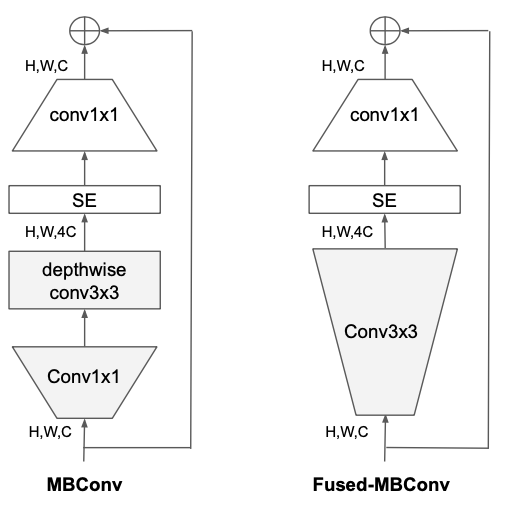 H,W,C
conv1x1
SE
H,W,4C
depthwise
conv3x3
Conv1x1
H,W,C
MBConv
H,W,C
conv1x1
SE
H,W,4C
Conv3x3
H,W,C
Fused-MBConv